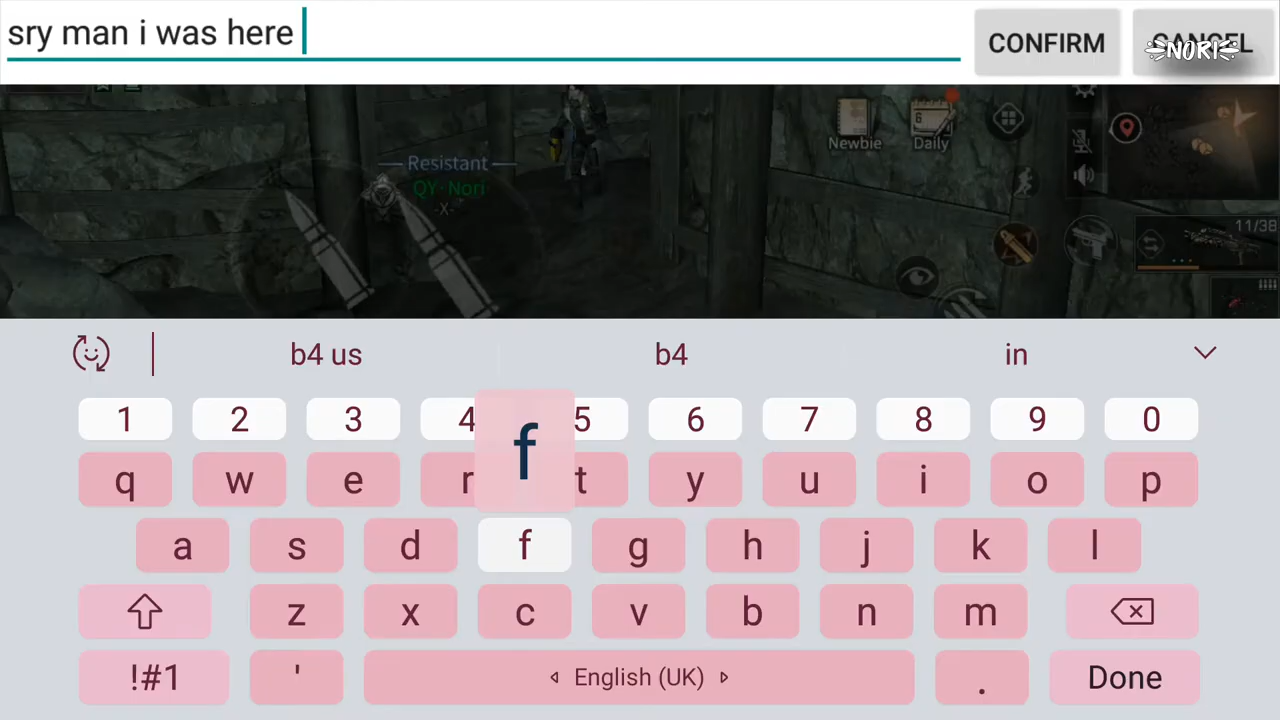 sry man i was here
CONFIRM
CANCEL
NORI
Newbie
6
Daily
Resistant
QY·Nori
-X-
11/38
b4 us
b4
in
1 2 3 4 5 6 7 8 9 0
f
q w e r t y u i o p
a s d f g h j k l
z x c v b n m
!#1 ' English (UK) . Done